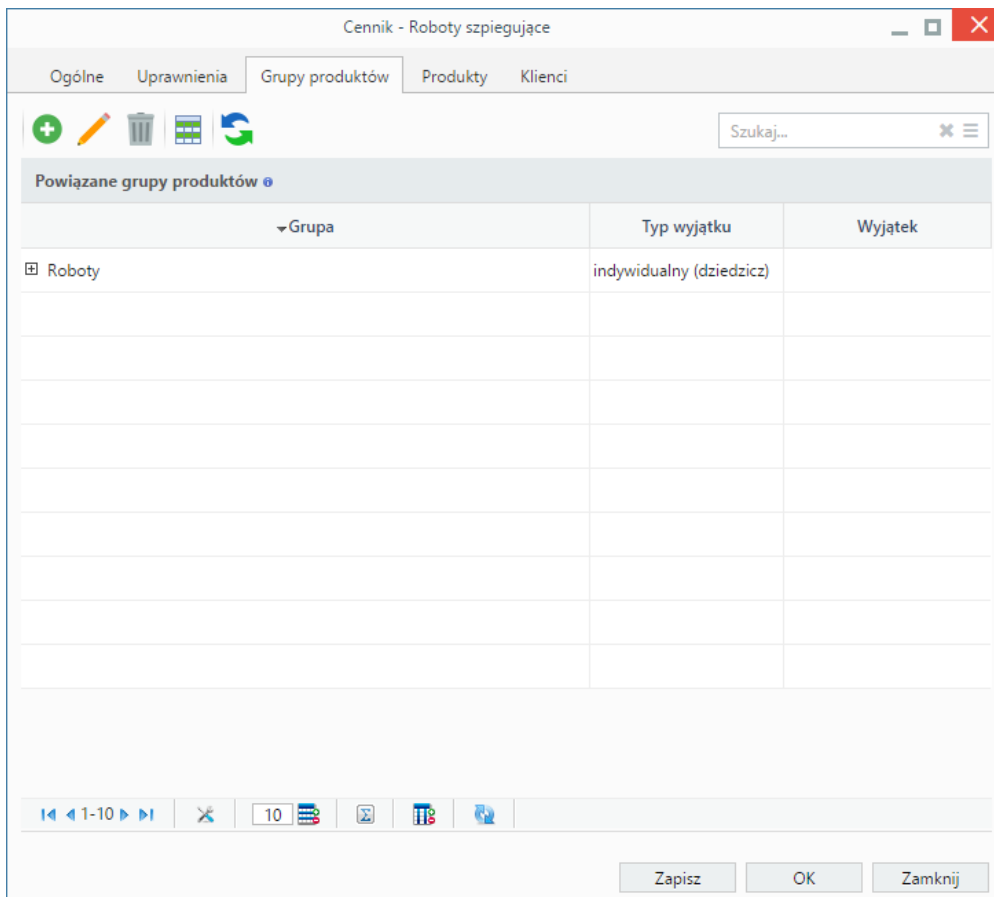 Cennik - Roboty szpiegujące
Ogólne Uprawnienia Grupy produktów Produkty Klienci
Szukaj...
Powiązane grupy produktów
Grupa Typ wyjątku Wyjątek
Roboty indywidualny (dziedzicz)
1-10 10
Zapisz OK Zamknij